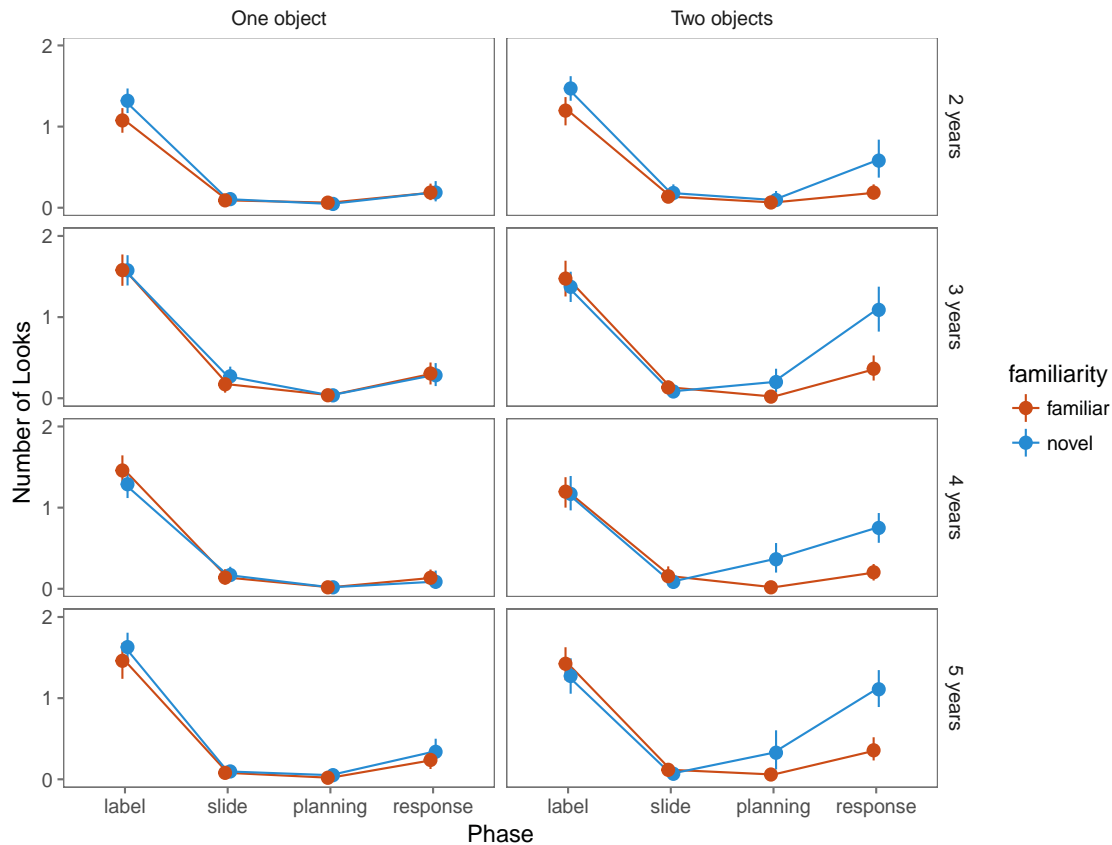 One object
Two objects
2
1
0
2 years
2
1
0
3 years
2
1
0
4 years
2
1
0
5 years
Number of Looks
label
slide
planning
response
label
slide
planning
response
Phase
familiarity
familiar
novel